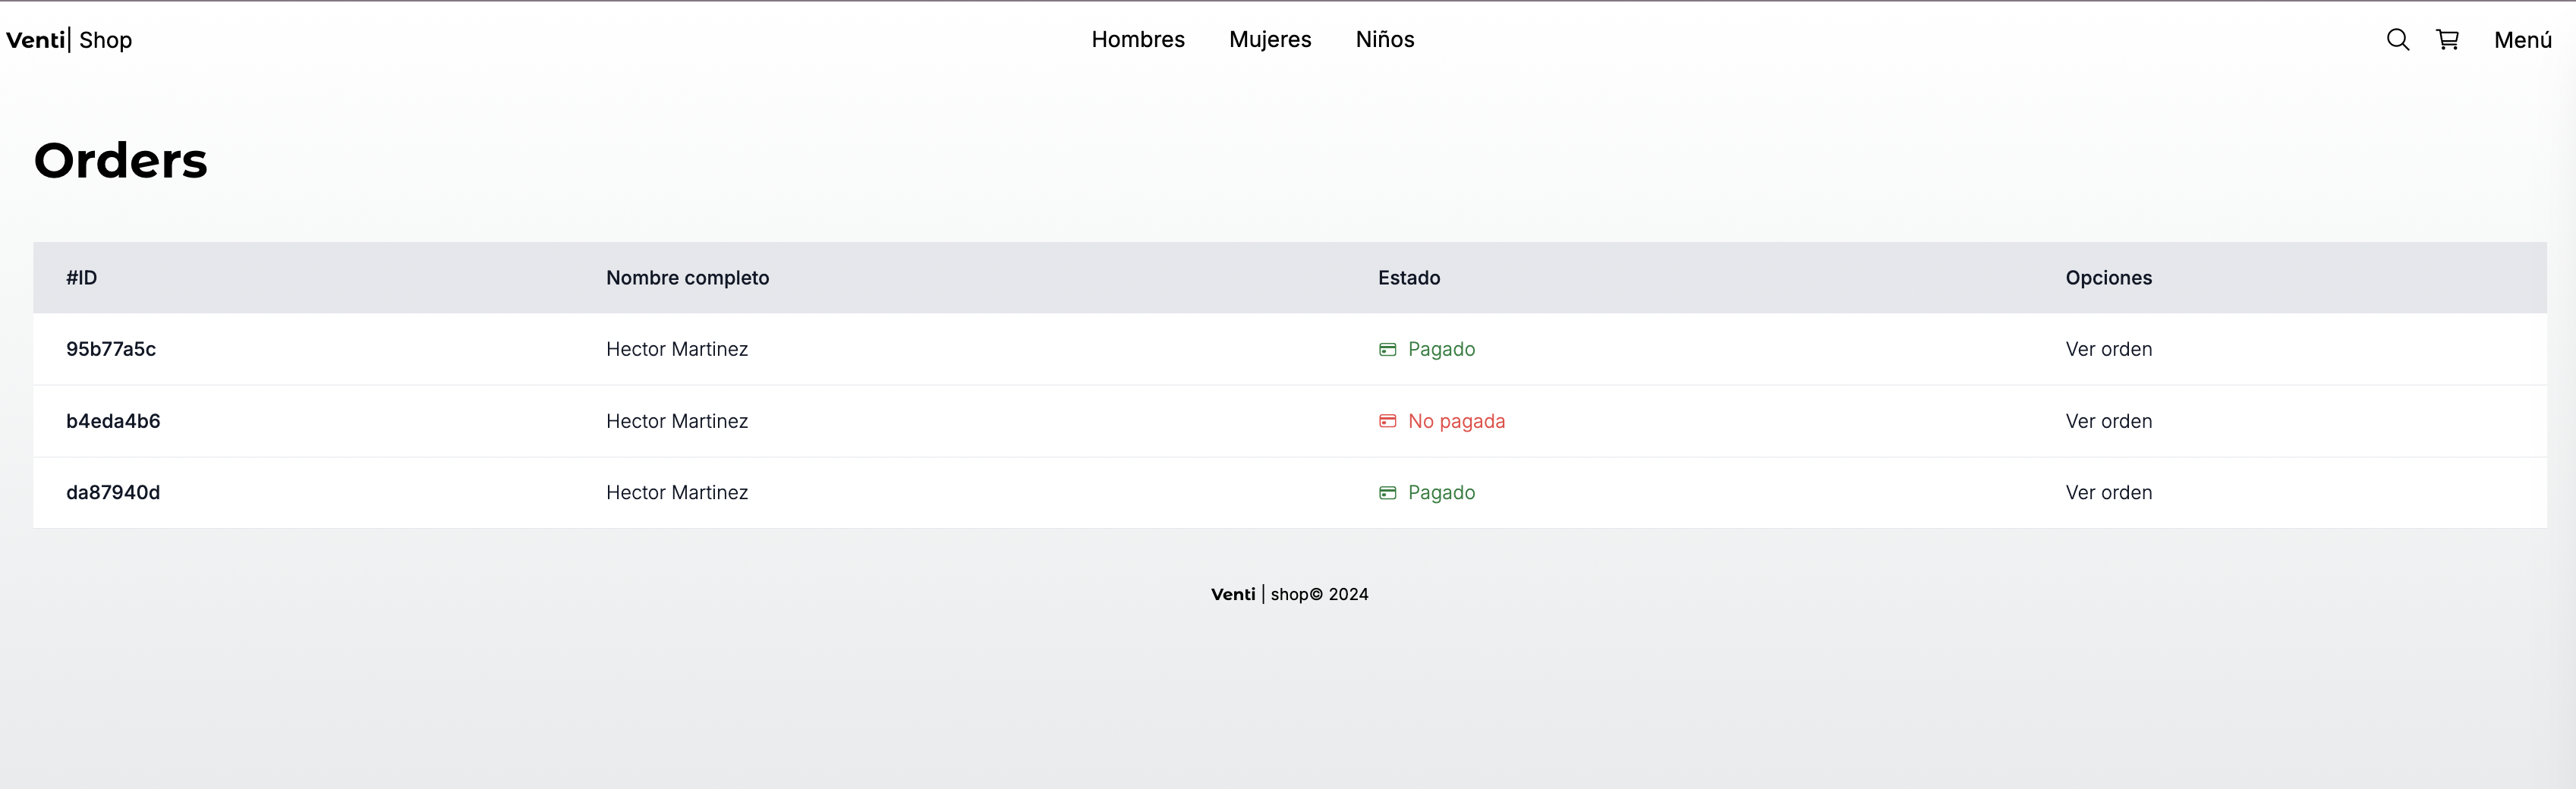 Venti| Shop Hombres Mujeres Niños Menú
Orders
#ID Nombre completo Estado Opciones
95b77a5c Hector Martinez Pagado Ver orden
b4eda4b6 Hector Martinez No pagada Ver orden
da87940d Hector Martinez Pagado Ver orden
Venti | shop© 2024